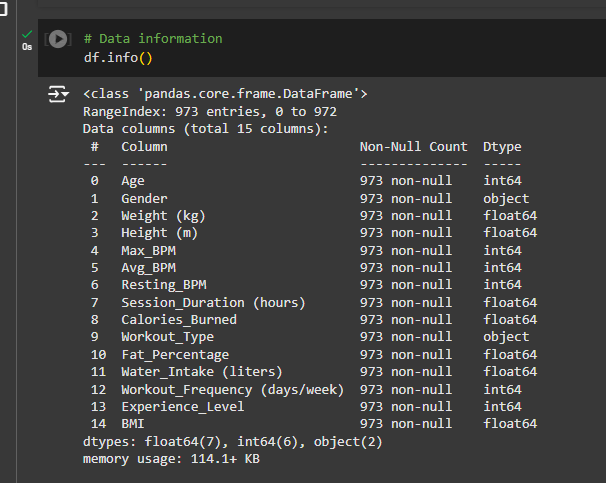 # Data information
0s
df.info()
<class 'pandas.core.frame.DataFrame'>
RangeIndex: 973 entries, 0 to 972
Data columns (total 15 columns):
 #   Column                         Non-Null Count  Dtype
---  ------                         --------------  -----
 0   Age                            973 non-null    int64
 1   Gender                         973 non-null    object
 2   Weight (kg)                    973 non-null    float64
 3   Height (m)                     973 non-null    float64
 4   Max_BPM                        973 non-null    int64
 5   Avg_BPM                        973 non-null    int64
 6   Resting_BPM                    973 non-null    int64
 7   Session_Duration (hours)       973 non-null    float64
 8   Calories_Burned                973 non-null    float64
 9   Workout_Type                   973 non-null    object
 10  Fat_Percentage                 973 non-null    float64
 11  Water_Intake (liters)          973 non-null    float64
 12  Workout_Frequency (days/week)  973 non-null    int64
 13  Experience_Level               973 non-null    int64
 14  BMI                            973 non-null    float64
dtypes: float64(7), int64(6), object(2)
memory usage: 114.1+ KB